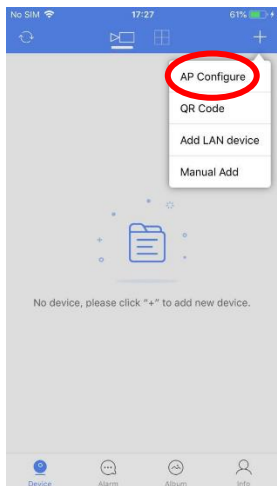 No SIM 17:27 61%
AP Configure
QR Code
Add LAN device
Manual Add
No device, please click "+" to add new device.
Device Alarm Album Info